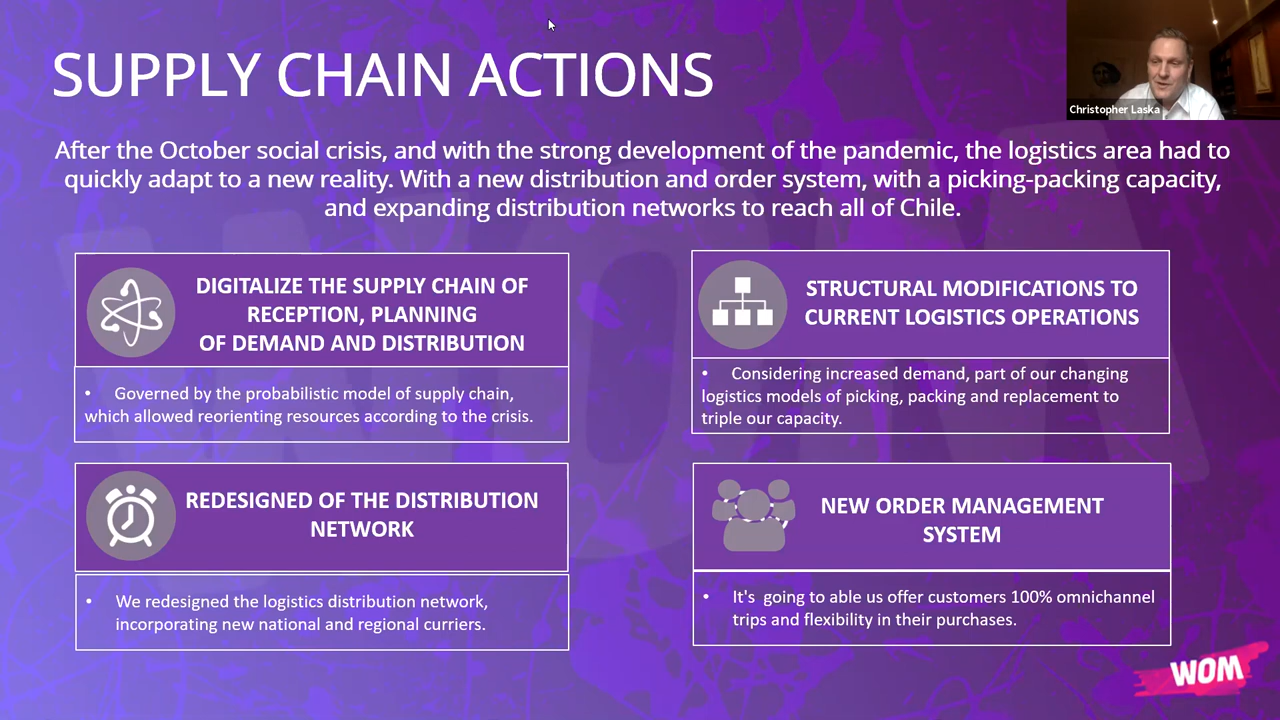 SUPPLY CHAIN ACTIONS
Christopher Laska
After the October social crisis, and with the strong development of the pandemic, the logistics area had to
quickly adapt to a new reality. With a new distribution and order system, with a picking-packing capacity,
and expanding distribution networks to reach all of Chile.
DIGITALIZE THE SUPPLY CHAIN OF
RECEPTION, PLANNING
OF DEMAND AND DISTRIBUTION
• Governed by the probabilistic model of supply chain,
which allowed reorienting resources according to the crisis.
STRUCTURAL MODIFICATIONS TO
CURRENT LOGISTICS OPERATIONS
• Considering increased demand, part of our changing
logistics models of picking, packing and replacement to
triple our capacity.
REDESIGNED OF THE DISTRIBUTION
NETWORK
• We redesigned the logistics distribution network,
incorporating new national and regional curriers.
NEW ORDER MANAGEMENT
SYSTEM
• It's going to able us offer customers 100% omnichannel
trips and flexibility in their purchases.
WOM